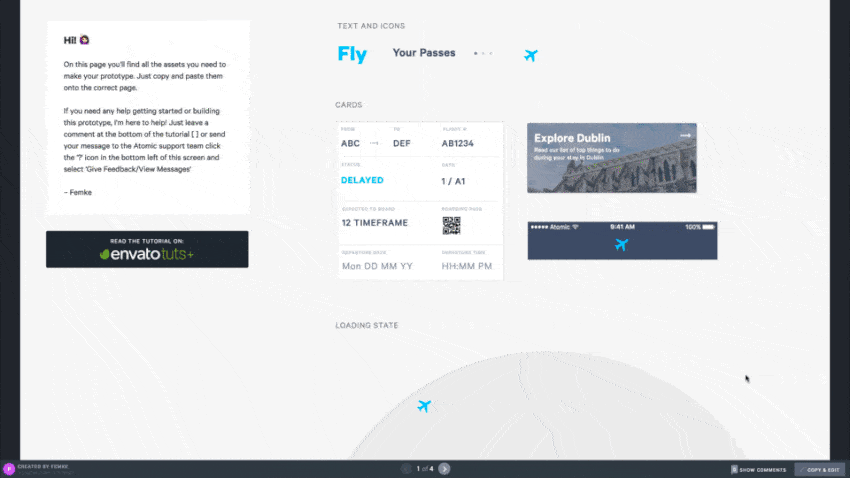 Hi!
On this page you'll find all the assets you need to
make your prototype. Just copy and paste them
onto the correct page.
If you need any help getting started or building
this prototype, I'm here to help! Just leave a
comment at the bottom of the tutorial [ ] or send
your message to the Atomic support team click
the '?' icon in the bottom left of this screen and
select 'Give Feedback/View Messages'
– Femke
READ THE TUTORIAL ON:
envatotuts+
TEXT AND ICONS
Fly
Your Passes
CARDS
FROM TO FLIGHT #
ABC → DEF AB1234
STATUS GATE
DELAYED 1 / A1
EXPECTED TO BOARD BOARDING PASS
12 TIMEFRAME
DEPARTURE DATE DEPARTURE TIME
Mon DD MM YY HH:MM PM
Explore Dublin →
Read our list of top things to do
during your stay in Dublin
Atomic 9:41 AM 100%
LOADING STATE
P
CREATED BY FEMKE
1 of 4
SHOW COMMENTS
COPY & EDIT